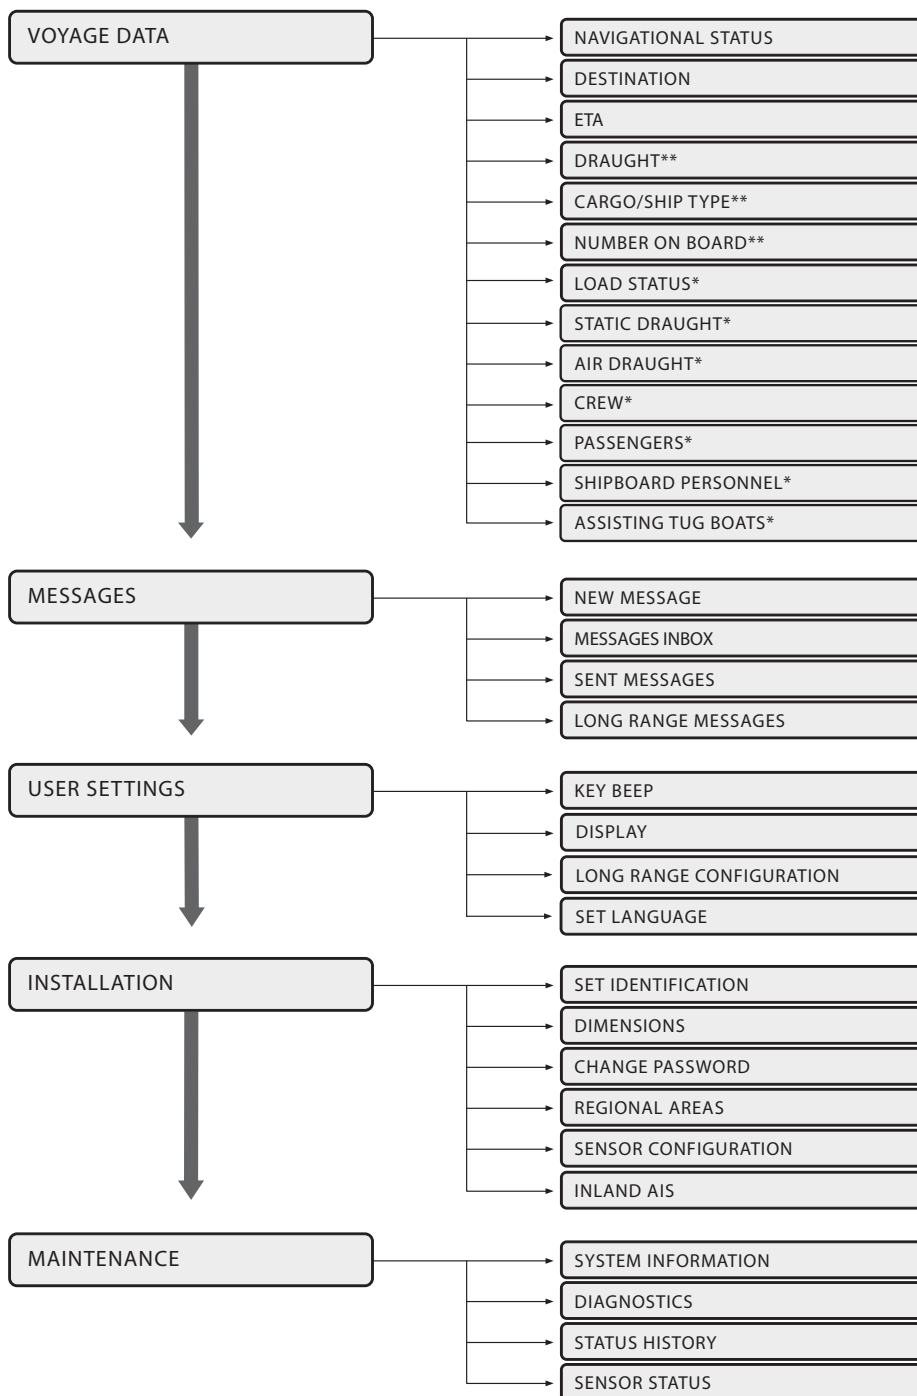 VOYAGE DATA
NAVIGATIONAL STATUS
DESTINATION
ETA
DRAUGHT**
CARGO/SHIP TYPE**
NUMBER ON BOARD**
LOAD STATUS*
STATIC DRAUGHT*
AIR DRAUGHT*
CREW*
PASSENGERS*
SHIPBOARD PERSONNEL*
ASSISTING TUG BOATS*
MESSAGES
NEW MESSAGE
MESSAGES INBOX
SENT MESSAGES
LONG RANGE MESSAGES
USER SETTINGS
KEY BEEP
DISPLAY
LONG RANGE CONFIGURATION
SET LANGUAGE
INSTALLATION
SET IDENTIFICATION
DIMENSIONS
CHANGE PASSWORD
REGIONAL AREAS
SENSOR CONFIGURATION
INLAND AIS
MAINTENANCE
SYSTEM INFORMATION
DIAGNOSTICS
STATUS HISTORY
SENSOR STATUS